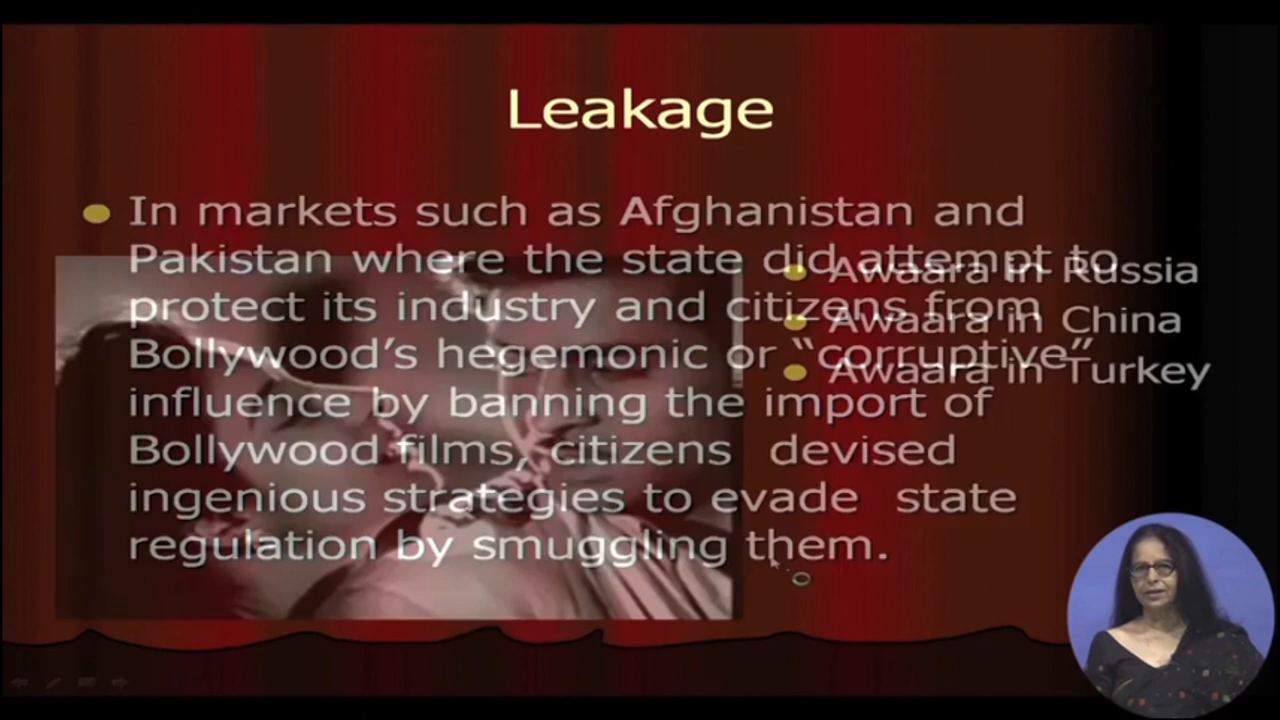 Leakage
In markets such as Afghanistan and
Pakistan where the state did attempt to
protect its industry and citizens from
Bollywood's hegemonic or “corruptive”
influence by banning the import of
Bollywood films, citizens devised
ingenious strategies to evade state
regulation by smuggling them.
Awaara in Russia
Awaara in China
Awaara in Turkey